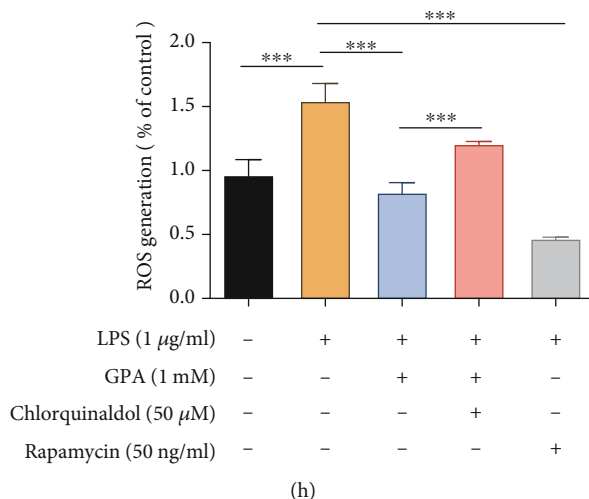 ***
*** ***
***
2.0
1.5
1.0
0.5
0.0
ROS generation ( % of control)
LPS (1 μg/ml) – + + + +
GPA (1 mM) – – + + –
Chlorquinaldol (50 μM) – – – + –
Rapamycin (50 ng/ml) – – – – +
(h)